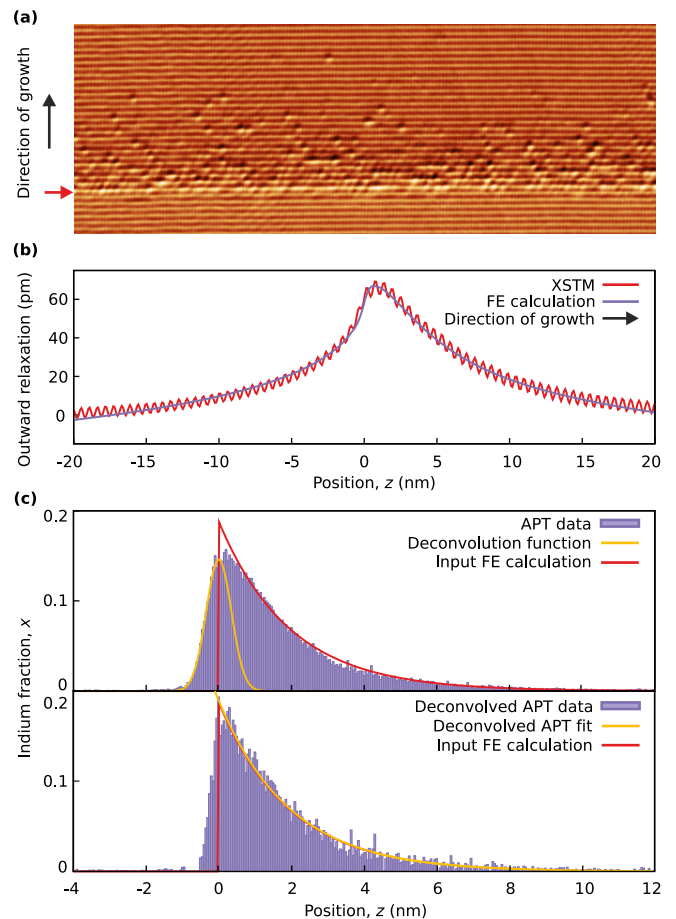 (a)
Direction of growth
(b)
Outward relaxation (pm)
60
40
20
0
XSTM
FE calculation
Direction of growth
-20 -15 -10 -5 0 5 10 15 20
Position, z (nm)
(c)
Indium fraction, x
0.2
0.1
0
APT data
Deconvolution function
Input FE calculation
0.2
0.1
0
Deconvolved APT data
Deconvolved APT fit
Input FE calculation
-4 -2 0 2 4 6 8 10 12
Position, z (nm)